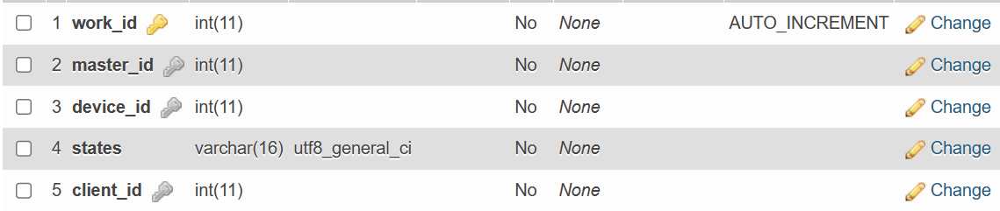 1 work_id int(11) No None AUTO_INCREMENT Change
2 master_id int(11) No None Change
3 device_id int(11) No None Change
4 states varchar(16) utf8_general_ci No None Change
5 client_id int(11) No None Change